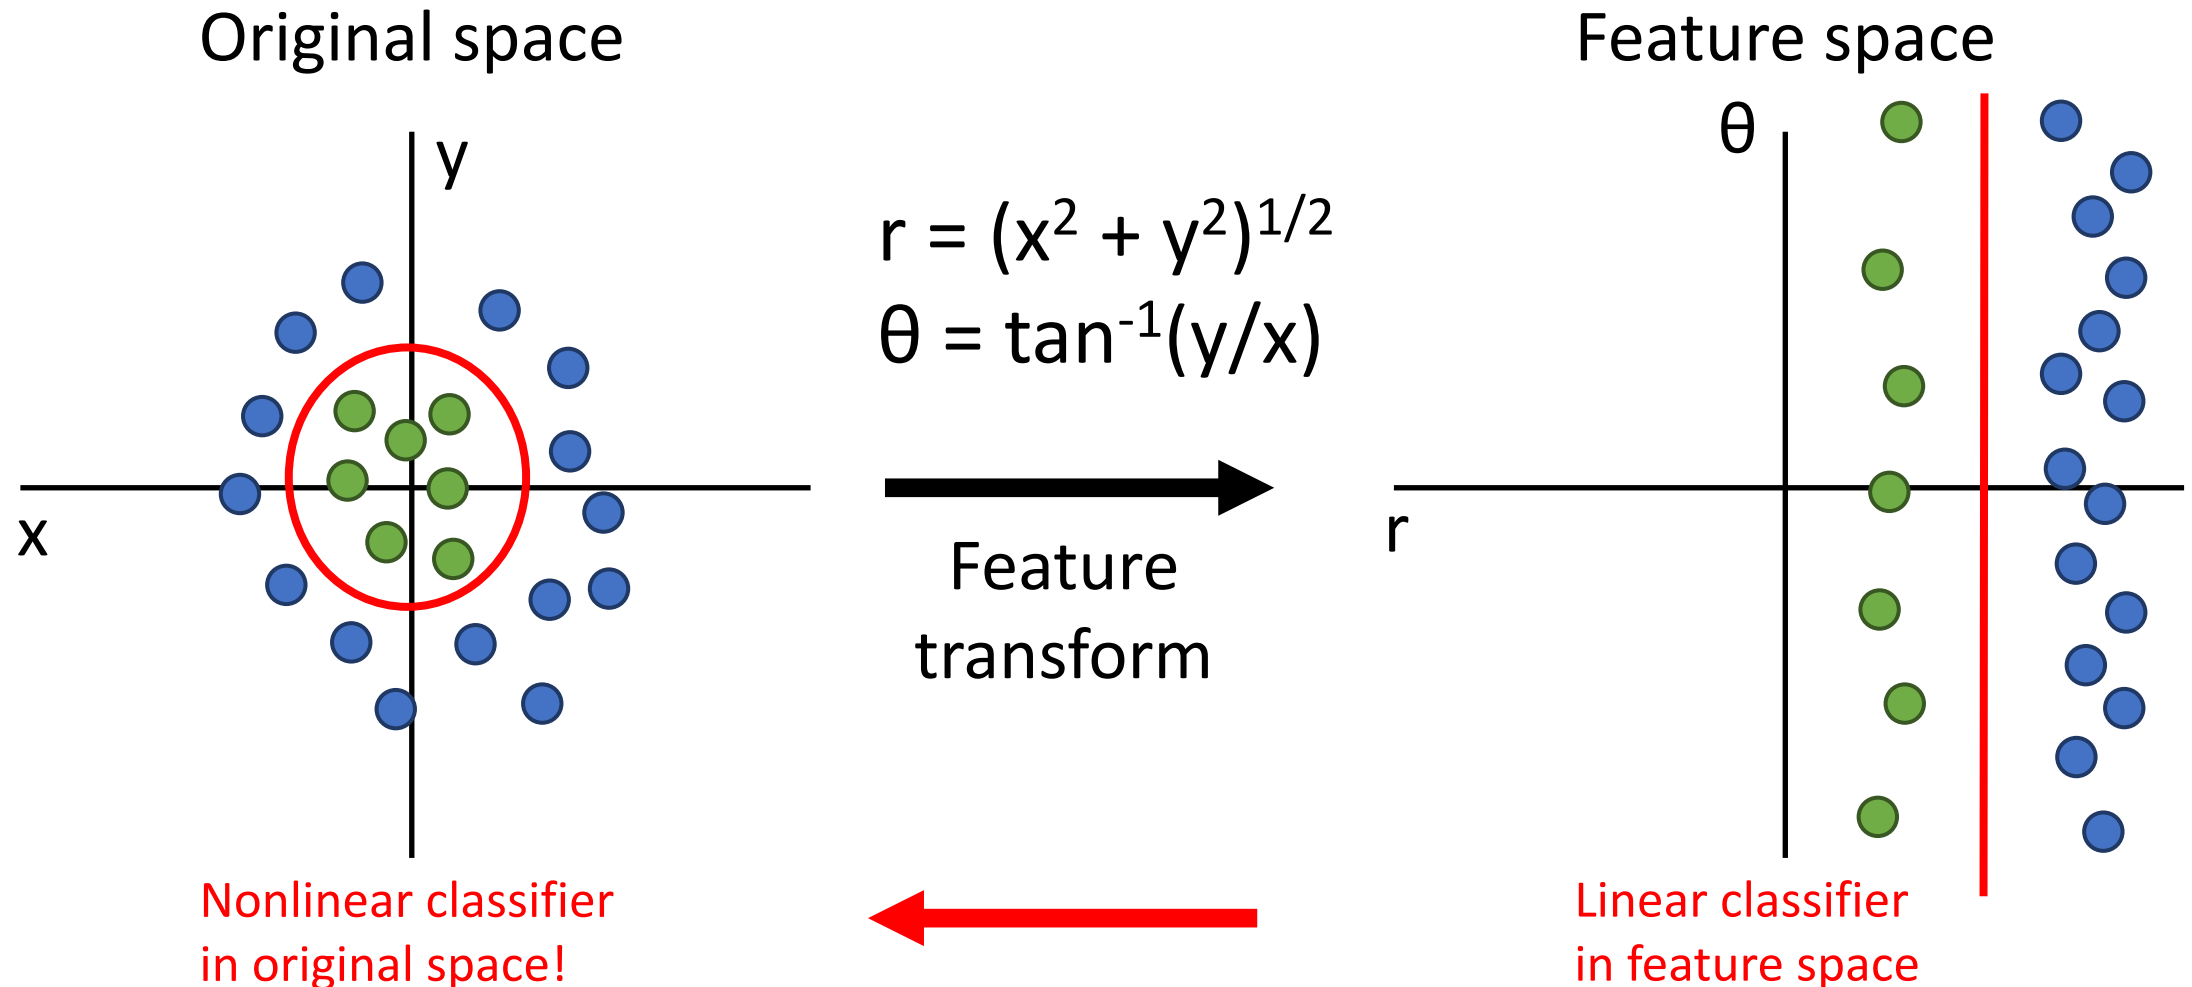 Original space
Feature space
y
θ
r = (x² + y²)¹/²
θ = tan⁻¹(y/x)
x
r
Feature
transform
Nonlinear classifier
in original space!
Linear classifier
in feature space